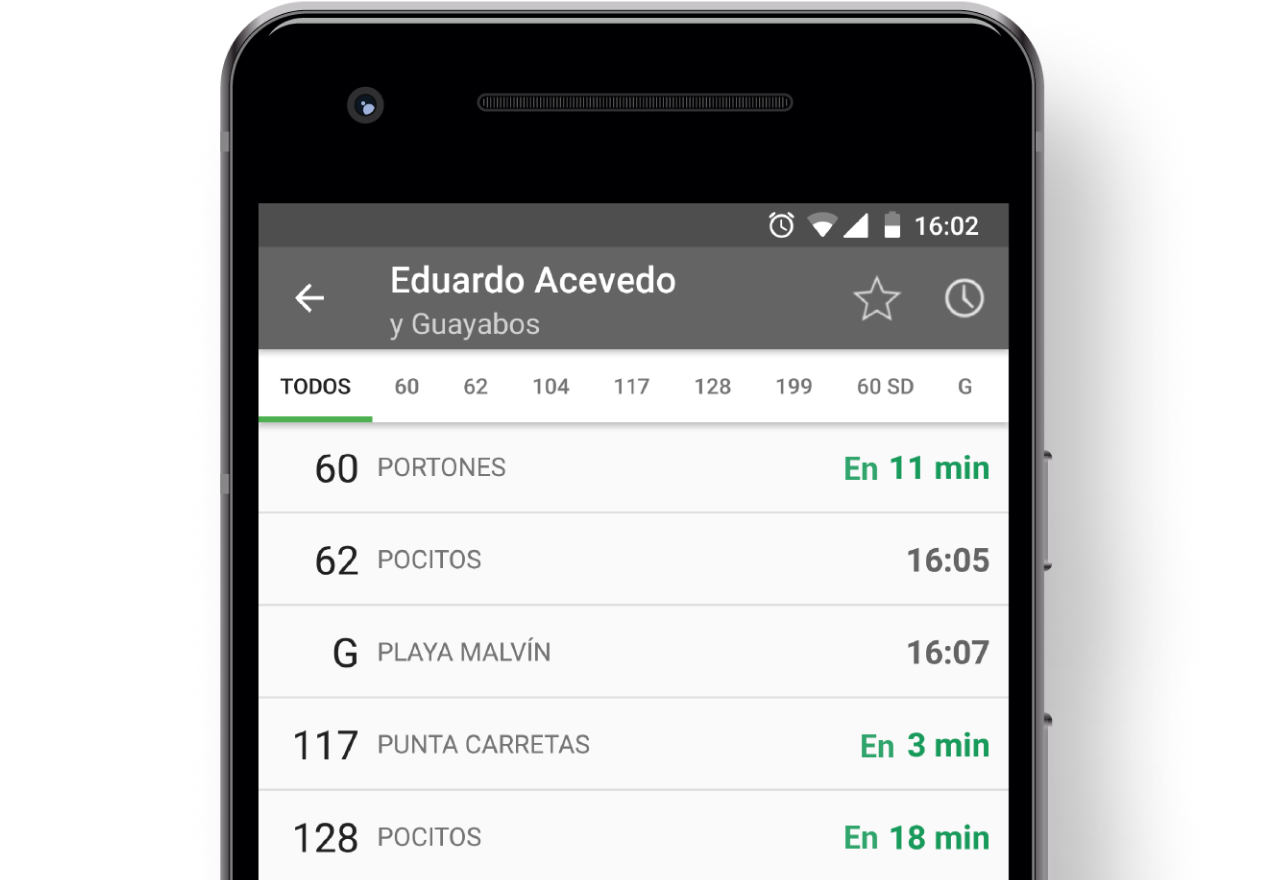 16:02
Eduardo Acevedo
y Guayabos
TODOS 60 62 104 117 128 199 60 SD G
60 PORTONES En 11 min
62 POCITOS 16:05
G PLAYA MALVÍN 16:07
117 PUNTA CARRETAS En 3 min
128 POCITOS En 18 min